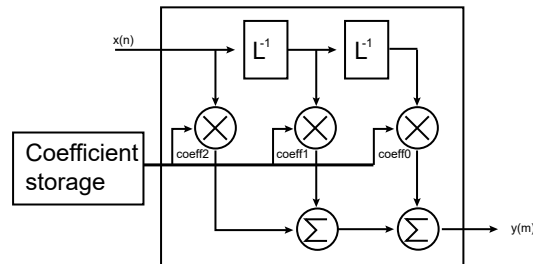 x(n)
L-1
L-1
Coefficient
storage
coeff2
coeff1
coeff0
Σ
Σ
y(m)